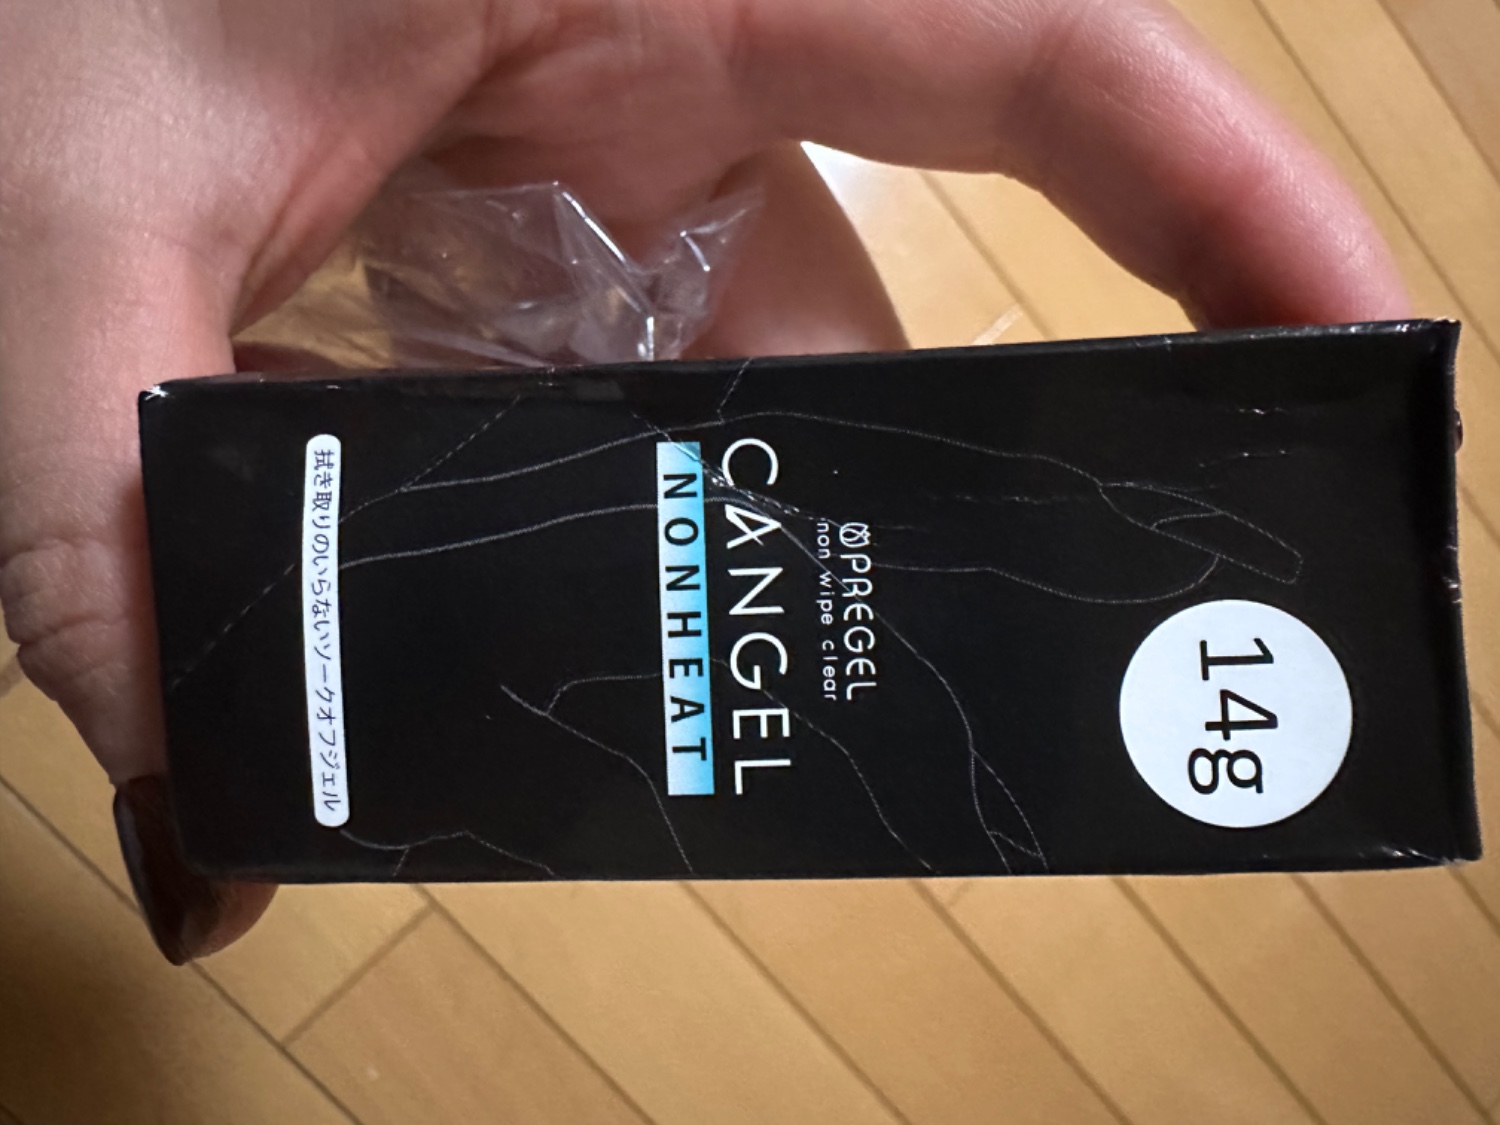 14g
PREGEL
non wipe clear
CANGEL
NONHEAT
拭き取りのいらないソークオフジェル